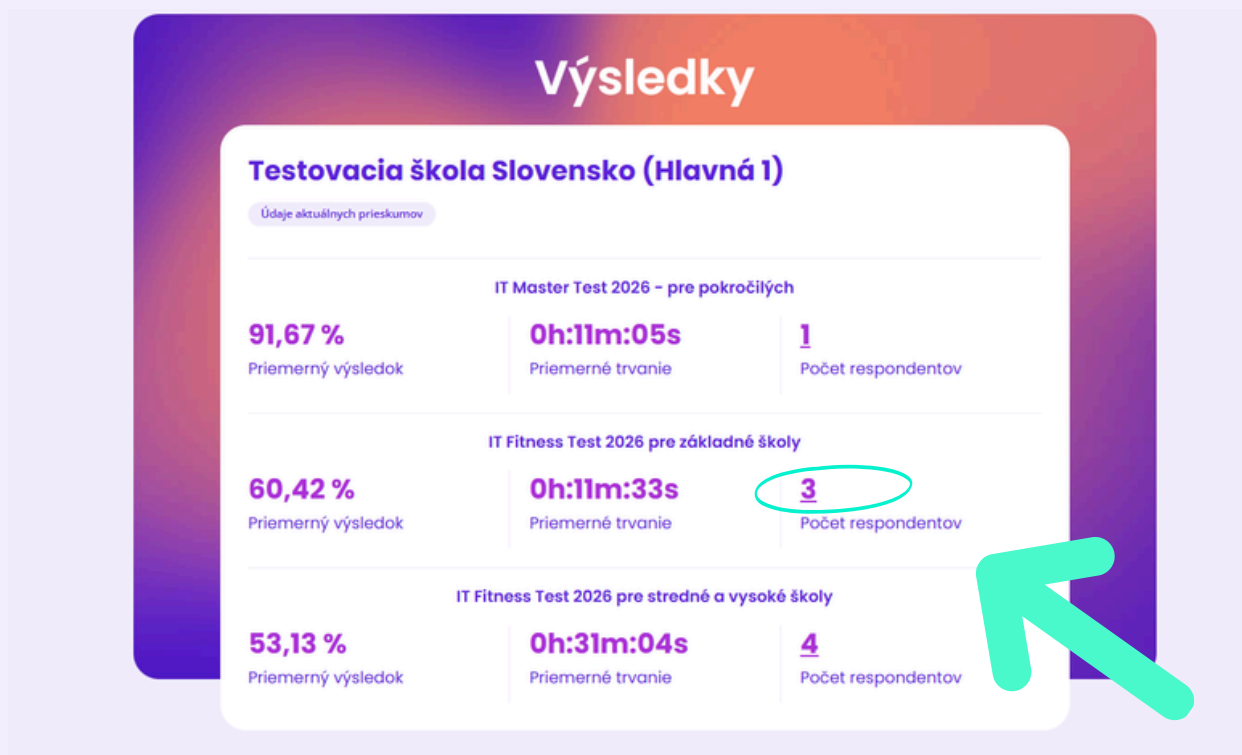 Výsledky
Testovacia škola Slovensko (Hlavná 1)
Údaje aktuálnych prieskumov
IT Master Test 2026 - pre pokročilých
91,67 % 0h:11m:05s 1
Priemerný výsledok Priemerné trvanie Počet respondentov
IT Fitness Test 2026 pre základné školy
60,42 % 0h:11m:33s 3
Priemerný výsledok Priemerné trvanie Počet respondentov
IT Fitness Test 2026 pre stredné a vysoké školy
53,13 % 0h:31m:04s 4
Priemerný výsledok Priemerné trvanie Počet respondentov